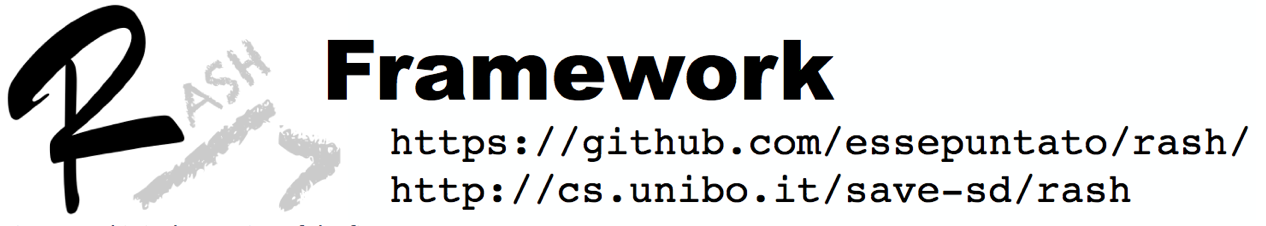 RASH Framework
https://github.com/essepuntato/rash/
http://cs.unibo.it/save-sd/rash